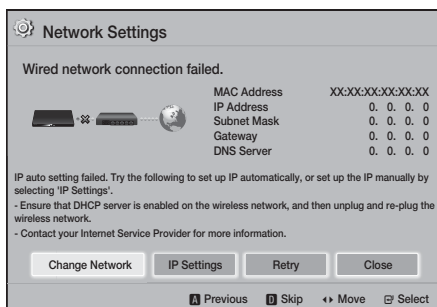 Network Settings
Wired network connection failed.
MAC Address XX:XX:XX:XX:XX:XX
IP Address 0. 0. 0. 0
Subnet Mask 0. 0. 0. 0
Gateway 0. 0. 0. 0
DNS Server 0. 0. 0. 0
IP auto setting failed. Try the following to set up IP automatically, or set up the IP manually by
selecting 'IP Settings'.
- Ensure that DHCP server is enabled on the wireless network, and then unplug and re-plug the
wireless network.
- Contact your Internet Service Provider for more information.
Change Network IP Settings Retry Close
A Previous D Skip Move Select